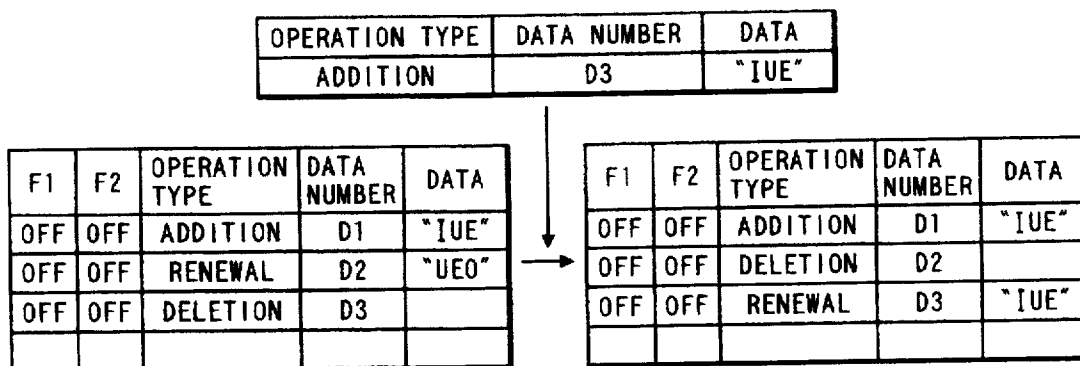 OPERATION TYPE DATA NUMBER DATA
ADDITION D3 "IUE"
F1 F2 OPERATION TYPE DATA NUMBER DATA
OFF OFF ADDITION D1 "IUE"
OFF OFF RENEWAL D2 "UEO"
OFF OFF DELETION D3
F1 F2 OPERATION TYPE DATA NUMBER DATA
OFF OFF ADDITION D1 "IUE"
OFF OFF DELETION D2
OFF OFF RENEWAL D3 "IUE"